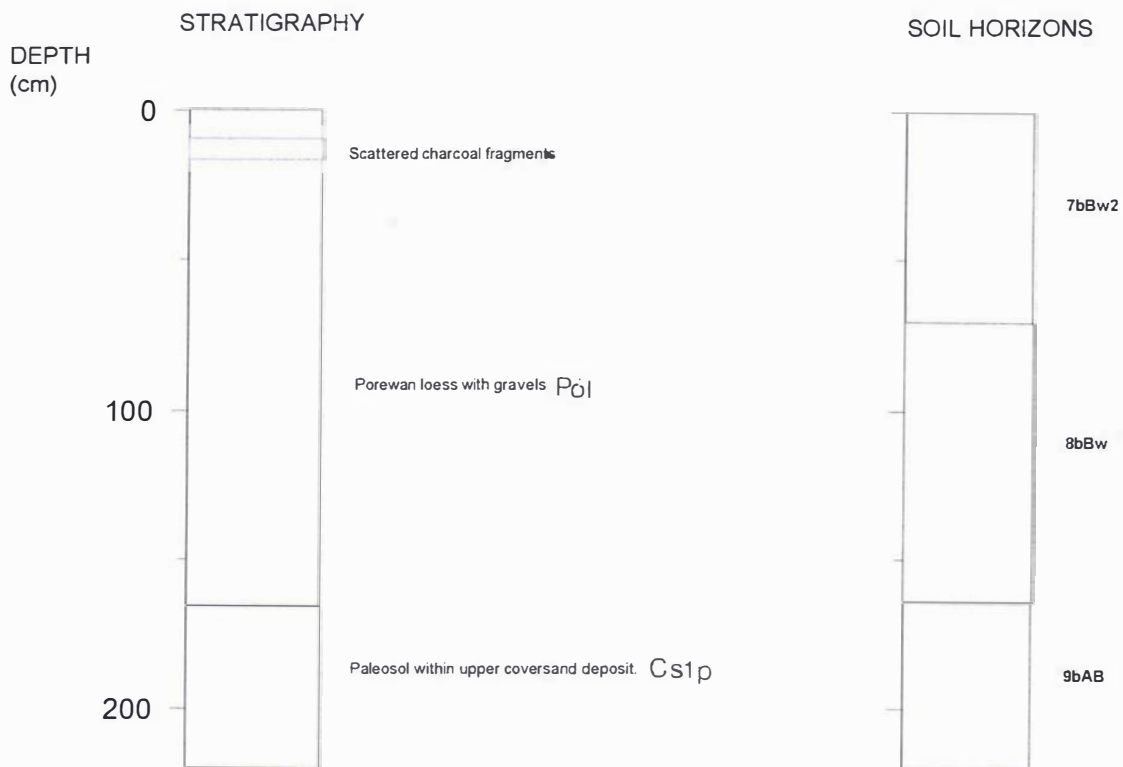 STRATIGRAPHY
SOIL HORIZONS
DEPTH
(cm)
0
Scattered charcoal fragments
7bBw2
Porewan loess with gravels Pol
100
8bBw
Paleosol within upper coversand deposit. Cs1p
9bAB
200